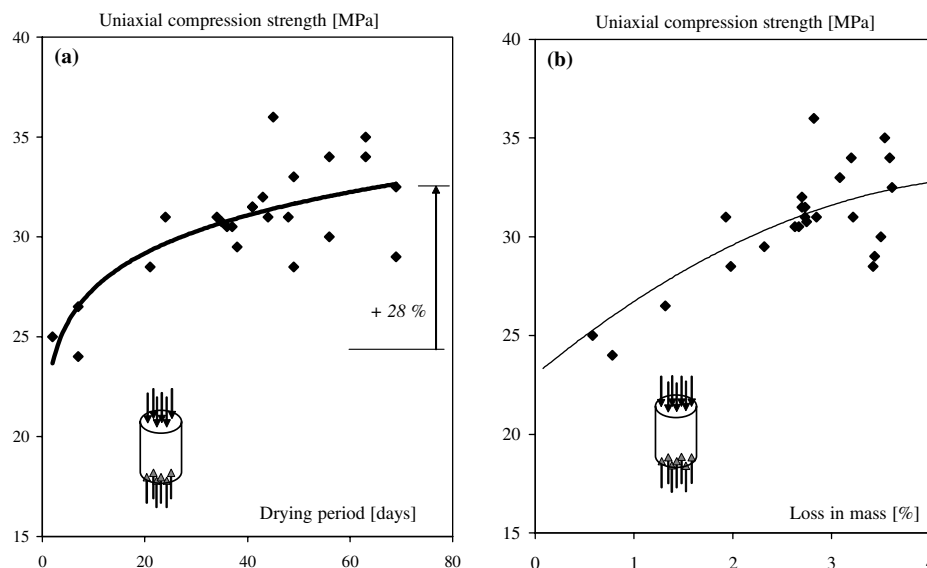 Uniaxial compression strength [MPa]
40
(a)
35
30
+ 28 %
25
20
Drying period [days]
15
0 20 40 60 80
Uniaxial compression strength [MPa]
40
(b)
35
30
25
20
Loss in mass [%]
15
0 1 2 3 4